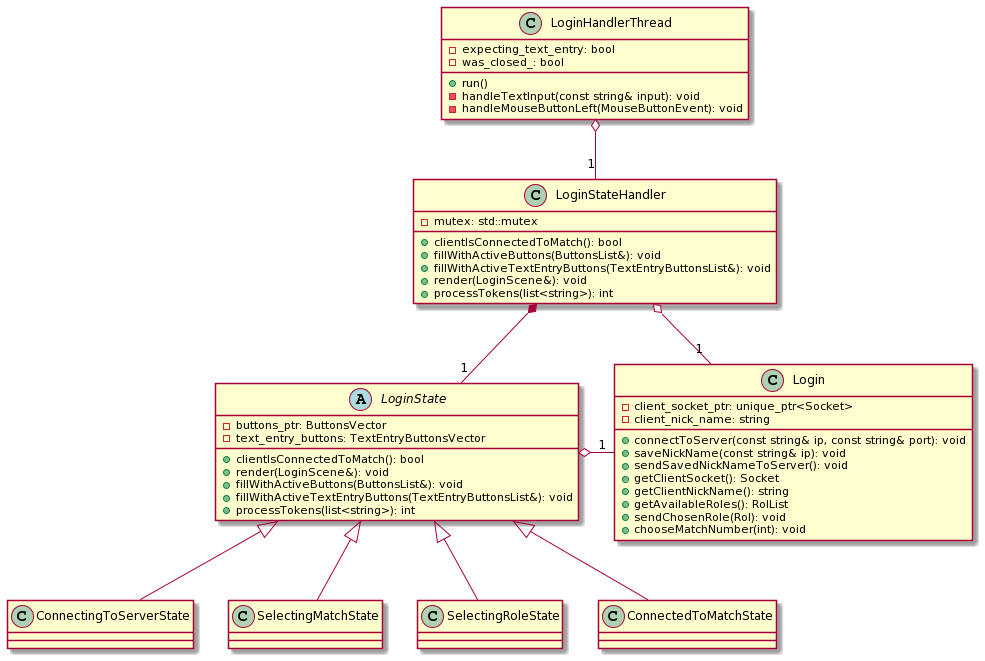 C LoginHandlerThread
expecting_text_entry: bool
was_closed_: bool
run()
handleTextInput(const string& input): void
handleMouseButtonLeft(MouseButtonEvent): void
1
C LoginStateHandler
mutex: std::mutex
clientIsConnectedToMatch(): bool
fillWithActiveButtons(ButtonsList&): void
fillWithActiveTextEntryButtons(TextEntryButtonsList&): void
render(LoginScene&): void
processTokens(list<string>): int
1
1
A LoginState
buttons_ptr: ButtonsVector
text_entry_buttons: TextEntryButtonsVector
clientIsConnectedToMatch(): bool
render(LoginScene&): void
fillWithActiveButtons(ButtonsList&): void
fillWithActiveTextEntryButtons(TextEntryButtonsList&): void
processTokens(list<string>): int
1
C Login
client_socket_ptr: unique_ptr<Socket>
client_nick_name: string
connectToServer(const string& ip, const string& port): void
saveNickName(const string& ip): void
sendSavedNickNameToServer(): void
getClientSocket(): Socket
getClientNickName(): string
getAvailableRoles(): RolList
sendChosenRole(Rol): void
chooseMatchNumber(int): void
C ConnectingToServerState
C SelectingMatchState
C SelectingRoleState
C ConnectedToMatchState